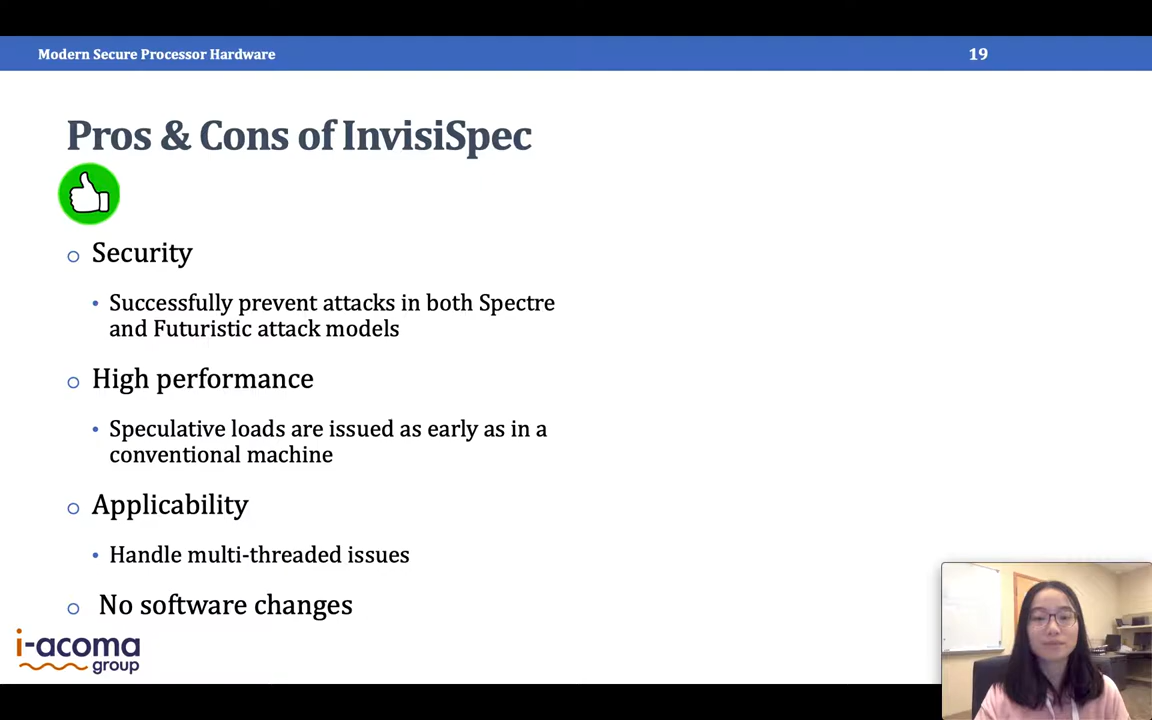 Modern Secure Processor Hardware
19
Pros & Cons of InvisiSpec
Security
Successfully prevent attacks in both Spectre
and Futuristic attack models
High performance
Speculative loads are issued as early as in a
conventional machine
Applicability
Handle multi-threaded issues
No software changes
i-acoma
group